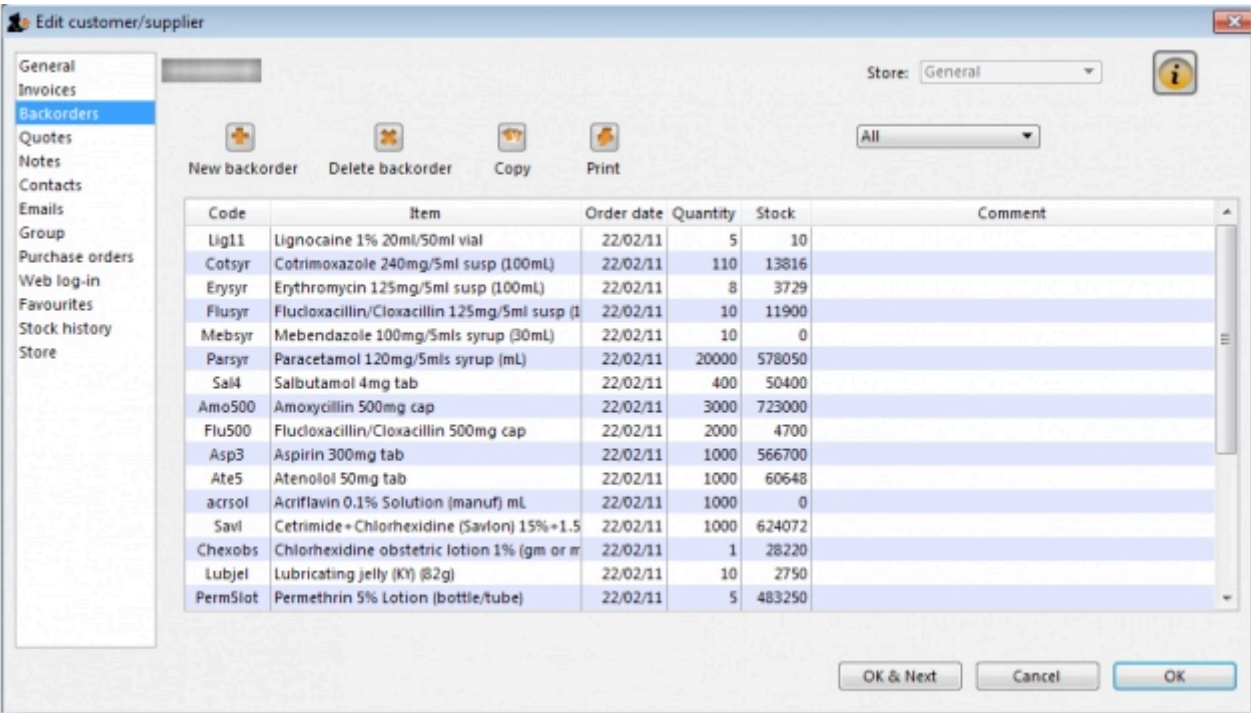 Edit customer/supplier
General
Invoices
Backorders
Quotes
Notes
Contacts
Emails
Group
Purchase orders
Web log-in
Favourites
Stock history
Store
Store: General
All
New backorder Delete backorder Copy Print
Code Item Order date Quantity Stock Comment
Lig11 Lignocaine 1% 20ml/50ml vial 22/02/11 5 10
Cotsyr Cotrimoxazole 240mg/5ml susp (100mL) 22/02/11 110 13816
Erysyr Erythromycin 125mg/5ml susp (100mL) 22/02/11 8 3729
Flusyr Flucloxacillin/Cloxacillin 125mg/5ml susp (1 22/02/11 10 11900
Mebsyr Mebendazole 100mg/5mls syrup (30mL) 22/02/11 10 0
Parsyr Paracetamol 120mg/5mls syrup (mL) 22/02/11 20000 578050
Sal4 Salbutamol 4mg tab 22/02/11 400 50400
Amo500 Amoxycillin 500mg cap 22/02/11 3000 723000
Flu500 Flucloxacillin/Cloxacillin 500mg cap 22/02/11 2000 4700
Asp3 Aspirin 300mg tab 22/02/11 1000 566700
Ate5 Atenolol 50mg tab 22/02/11 1000 60648
acrsol Acriflavin 0.1% Solution (manuf) mL 22/02/11 1000 0
Savl Cetrimide+Chlorhexidine (Savlon) 15%+1.5 22/02/11 1000 624072
Chexobs Chlorhexidine obstetric lotion 1% (gm or m 22/02/11 1 28220
Lubjel Lubricating jelly (KY) (82g) 22/02/11 10 2750
Perm5lot Permethrin 5% Lotion (bottle/tube) 22/02/11 5 483250
OK & Next Cancel OK